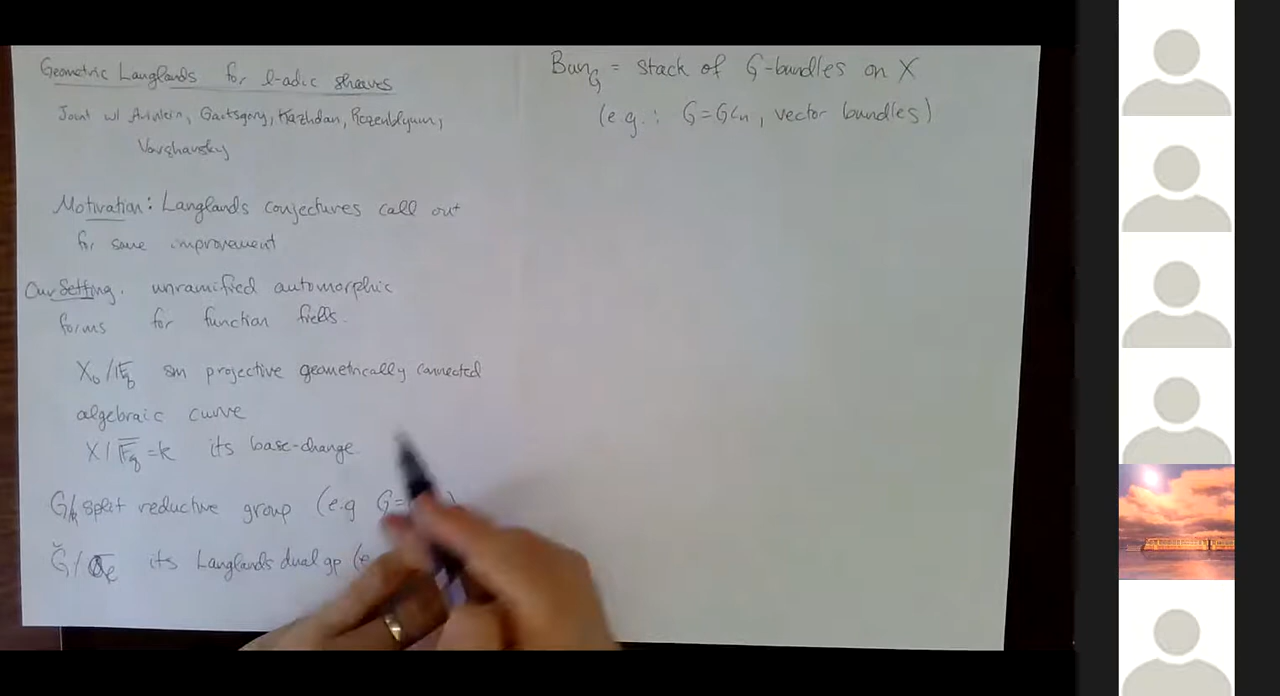 Geometric Langlands for l-adic sheaves
Joint w/ Arinkin, Gaitsgory, Kazhdan, Rozenblyum,
Varshavsky
Motivation: Langlands conjectures call out
for some improvement
Our Setting. unramified automorphic
forms for function fields.
X₀/𝔽_q sm projective geometrically connected
algebraic curve
X/𝔽̄_q = k its base-change.
G/k split reductive group (e.g G=
Ǧ/ℚ̄_ℓ its Langlands dual gp (e
Bun_G = stack of G-bundles on X
(e.g.: G=GLn, vector bundles)